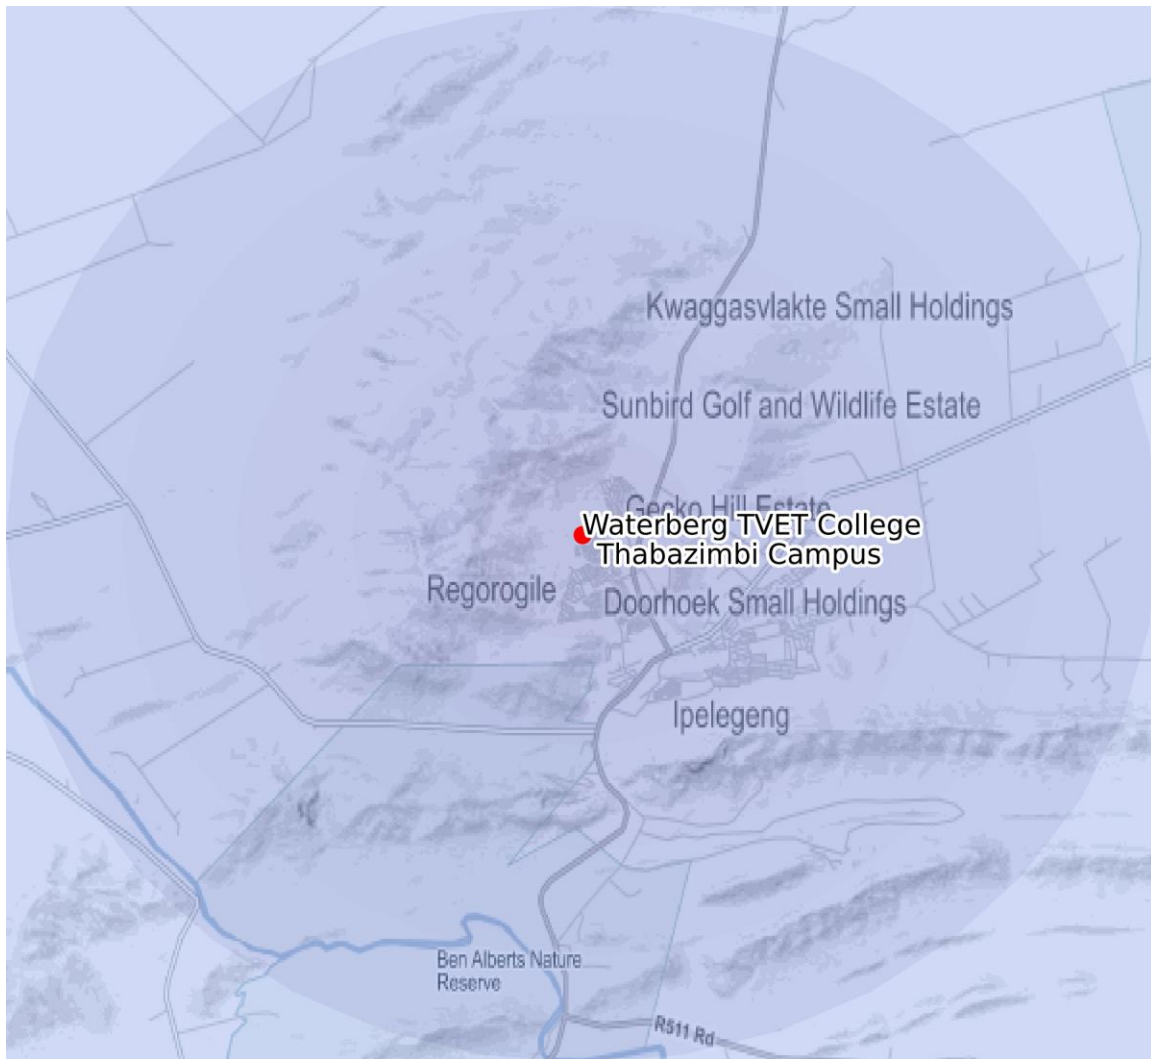 Kwaggasvlakte Small Holdings
Sunbird Golf and Wildlife Estate
Gecko Hill Estate
Waterberg TVET College
Thabazimbi Campus
Regorogile
Doorhoek Small Holdings
Ipelegeng
Ben Alberts Nature
Reserve
R511 Rd